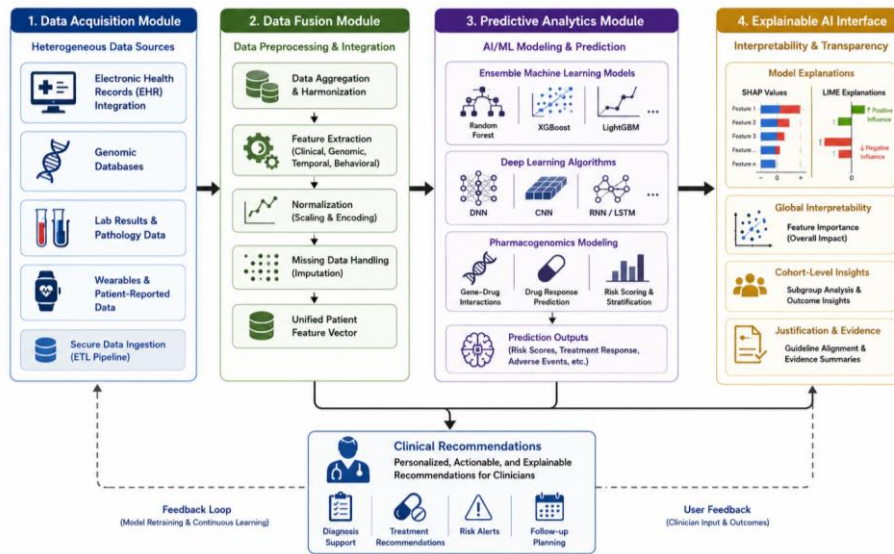 1. Data Acquisition Module
Heterogeneous Data Sources
Electronic Health
Records (EHR)
Integration
Genomic
Databases
Lab Results &
Pathology Data
Wearables &
Patient-Reported
Data
Secure Data Ingestion
(ETL Pipeline)
2. Data Fusion Module
Data Preprocessing & Integration
Data Aggregation
& Harmonization
Feature Extraction
(Clinical, Genomic,
Temporal, Behavioral)
Normalization
(Scaling & Encoding)
Missing Data Handling
(Imputation)
Unified Patient
Feature Vector
3. Predictive Analytics Module
AI/ML Modeling & Prediction
Ensemble Machine Learning Models
Random
Forest
XGBoost
LightGBM
...
Deep Learning Algorithms
DNN
CNN
RNN / LSTM
...
Pharmacogenomics Modeling
Gene-Drug
Interactions
Drug Response
Prediction
Risk Scoring &
Stratification
Prediction Outputs
(Risk Scores, Treatment Response,
Adverse Events, etc.)
4. Explainable AI Interface
Interpretability & Transparency
Model Explanations
SHAP Values
Feature 1
Feature 2
Feature 3
Feature...
Feature n
− 0 +
LIME Explanations
↑ Positive
Influence
↓ Negative
Influence
0
Global Interpretability
Feature Importance
(Overall Impact)
Cohort-Level Insights
Subgroup Analysis &
Outcome Insights
Justification & Evidence
Guideline Alignment &
Evidence Summaries
Clinical Recommendations
Personalized, Actionable, and Explainable
Recommendations for Clinicians
Diagnosis
Support
Treatment
Recommendations
Risk Alerts
Follow-up
Planning
Feedback Loop
(Model Retraining & Continuous Learning)
User Feedback
(Clinician Input & Outcomes)